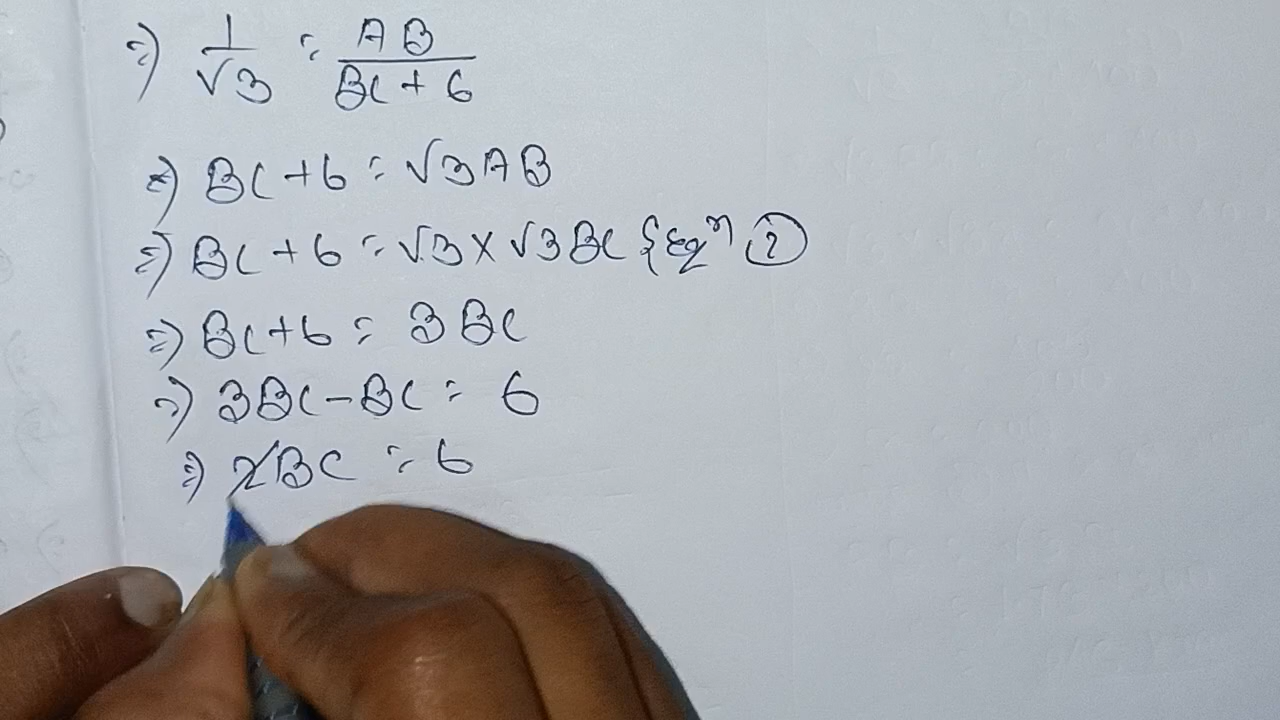 ⇒ 1/√3 = AB/BC + 6
⇒ BC + 6 = √3 AB
⇒ BC + 6 = √3 × √3 BC {eqⁿ ②
⇒ BC + 6 = 3 BC
⇒ 3BC - BC = 6
⇒ 2BC = 6